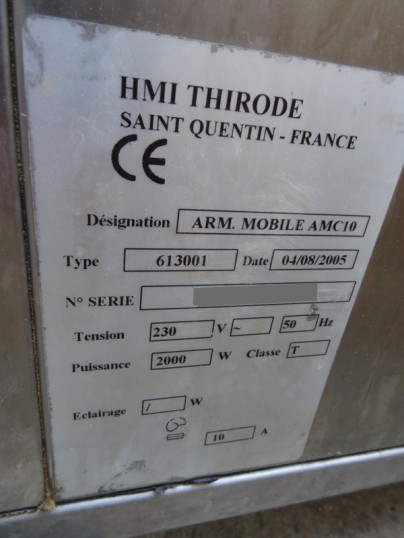 HMI THIRODE
SAINT QUENTIN - FRANCE
CE
Désignation ARM. MOBILE AMC10
Type 613001 Date 04/08/2005
N° SERIE
Tension 230 V ~ 50 Hz
Puissance 2000 W Classe T
Eclairage / W
10 A